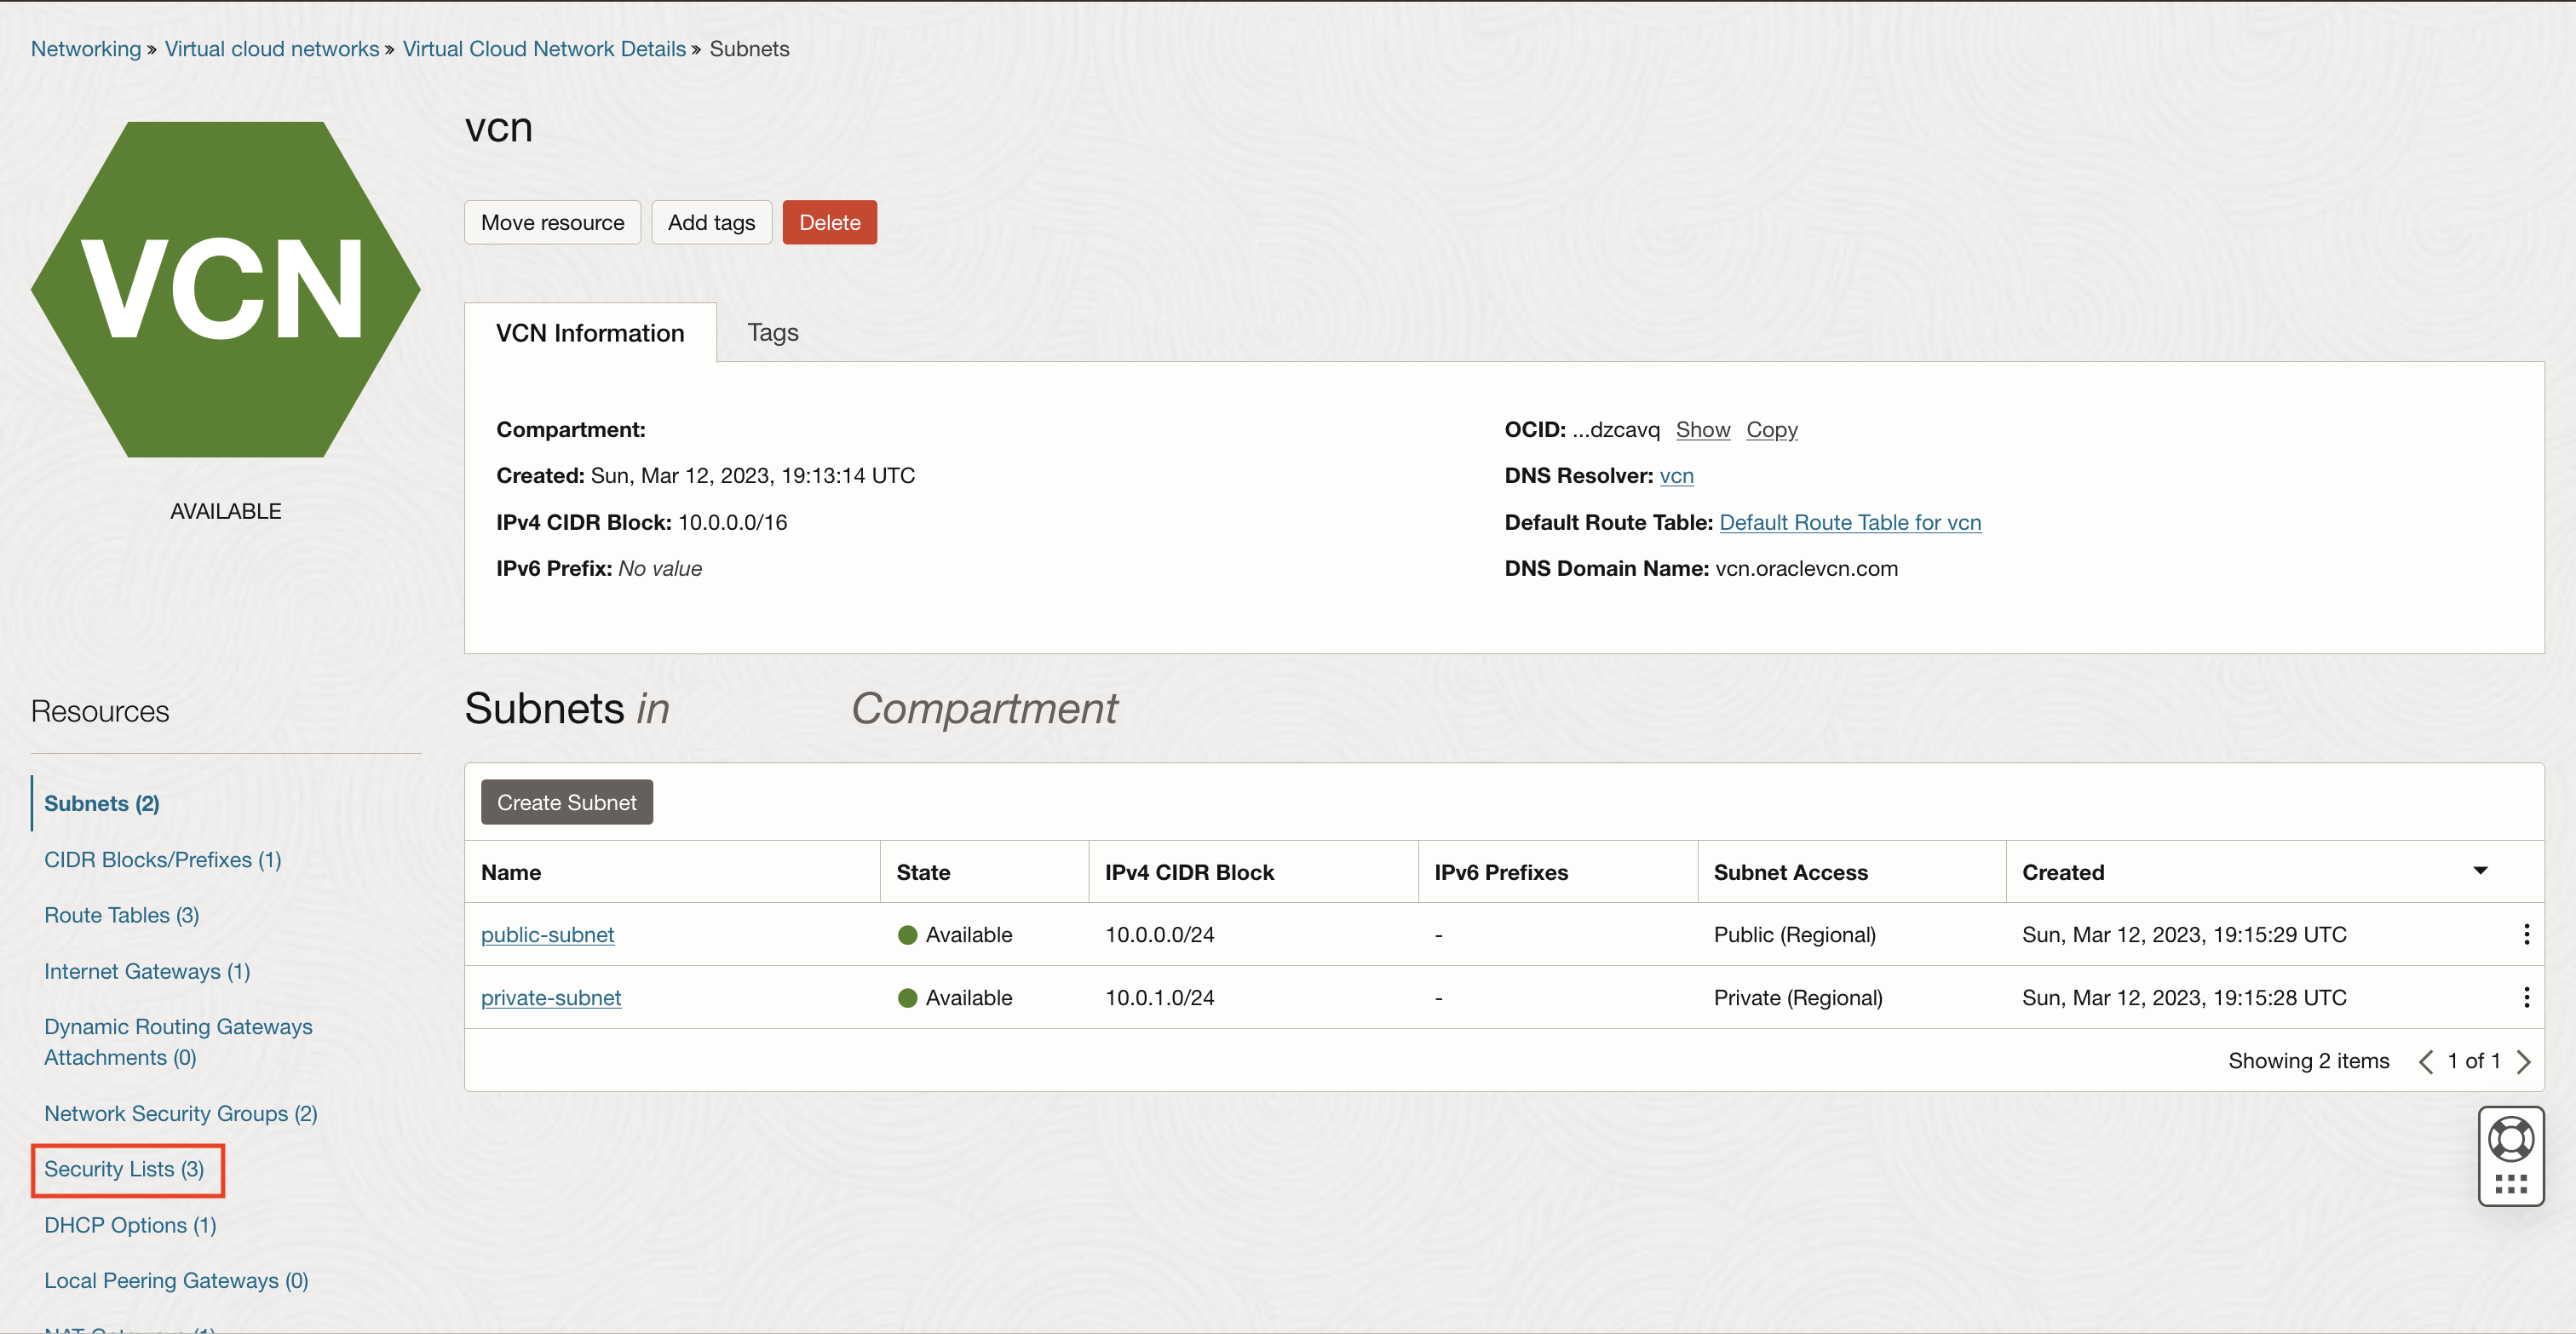 Networking » Virtual cloud networks » Virtual Cloud Network Details » Subnets
VCN
AVAILABLE
vcn
Move resource Add tags Delete
VCN Information Tags
Compartment:
Created: Sun, Mar 12, 2023, 19:13:14 UTC
IPv4 CIDR Block: 10.0.0.0/16
IPv6 Prefix: No value
OCID: ...dzcavq Show Copy
DNS Resolver: vcn
Default Route Table: Default Route Table for vcn
DNS Domain Name: vcn.oraclevcn.com
Resources
Subnets (2)
CIDR Blocks/Prefixes (1)
Route Tables (3)
Internet Gateways (1)
Dynamic Routing Gateways
Attachments (0)
Network Security Groups (2)
Security Lists (3)
DHCP Options (1)
Local Peering Gateways (0)
NAT Gateways (1)
Subnets in Compartment
Create Subnet
Name State IPv4 CIDR Block IPv6 Prefixes Subnet Access Created
public-subnet Available 10.0.0.0/24 - Public (Regional) Sun, Mar 12, 2023, 19:15:29 UTC
private-subnet Available 10.0.1.0/24 - Private (Regional) Sun, Mar 12, 2023, 19:15:28 UTC
Showing 2 items 1 of 1